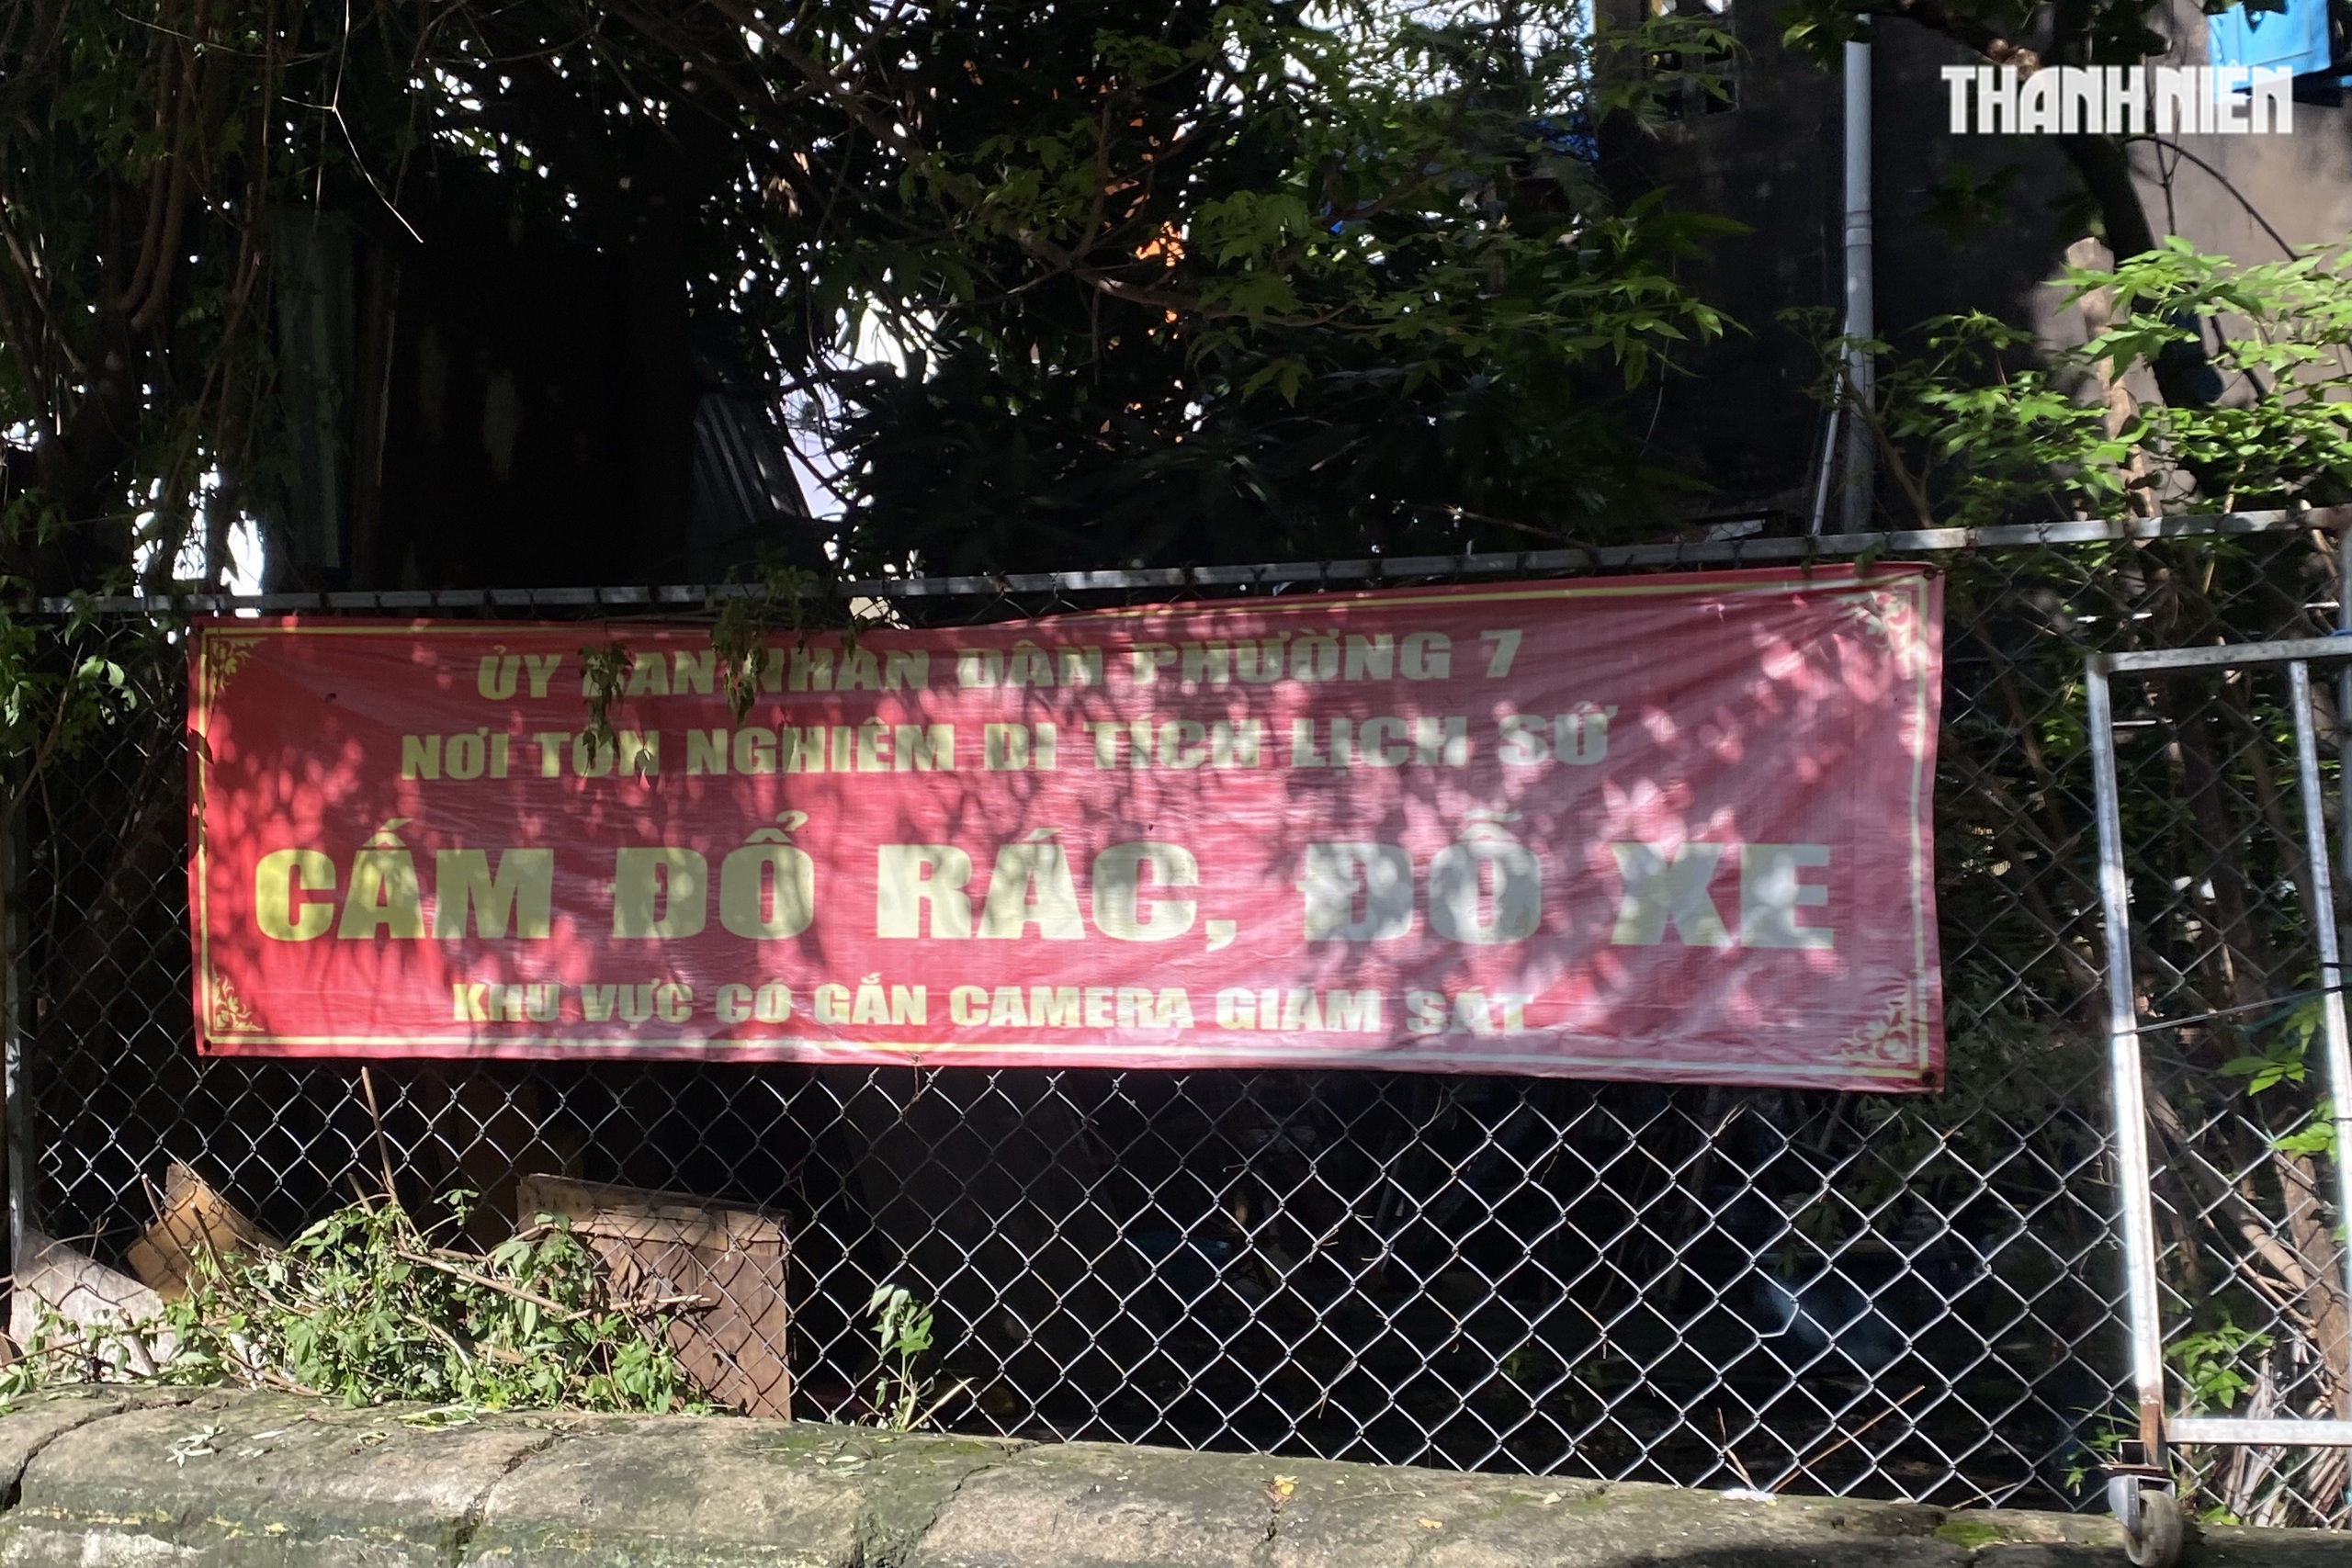 THANH NIÊN
ỦY BAN NHÂN DÂN PHƯỜNG 7
NƠI TÔN NGHIÊM DI TÍCH LỊCH SỬ
CẤM ĐỔ RÁC, ĐỖ XE
KHU VỰC CÓ GẮN CAMERA GIÁM SÁT